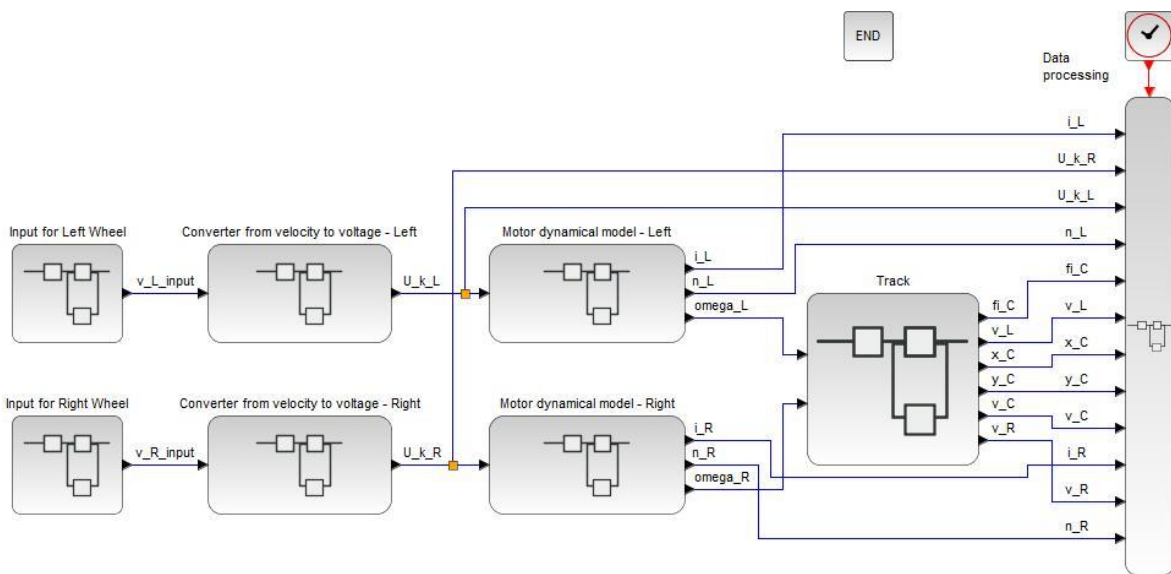 END
Data
processing
i_L
U_k_R
U_k_L
Input for Left Wheel
Converter from velocity to voltage - Left
Motor dynamical model - Left
n_L
i_L
v_L_input
U_k_L
n_L
omega_L
Track
fi_C
fi_C
v_L
v_L
x_C
x_C
y_C
y_C
v_C
v_C
v_R
Input for Right Wheel
Converter from velocity to voltage - Right
Motor dynamical model - Right
i_R
v_R_input
U_k_R
n_R
omega_R
i_R
v_R
n_R